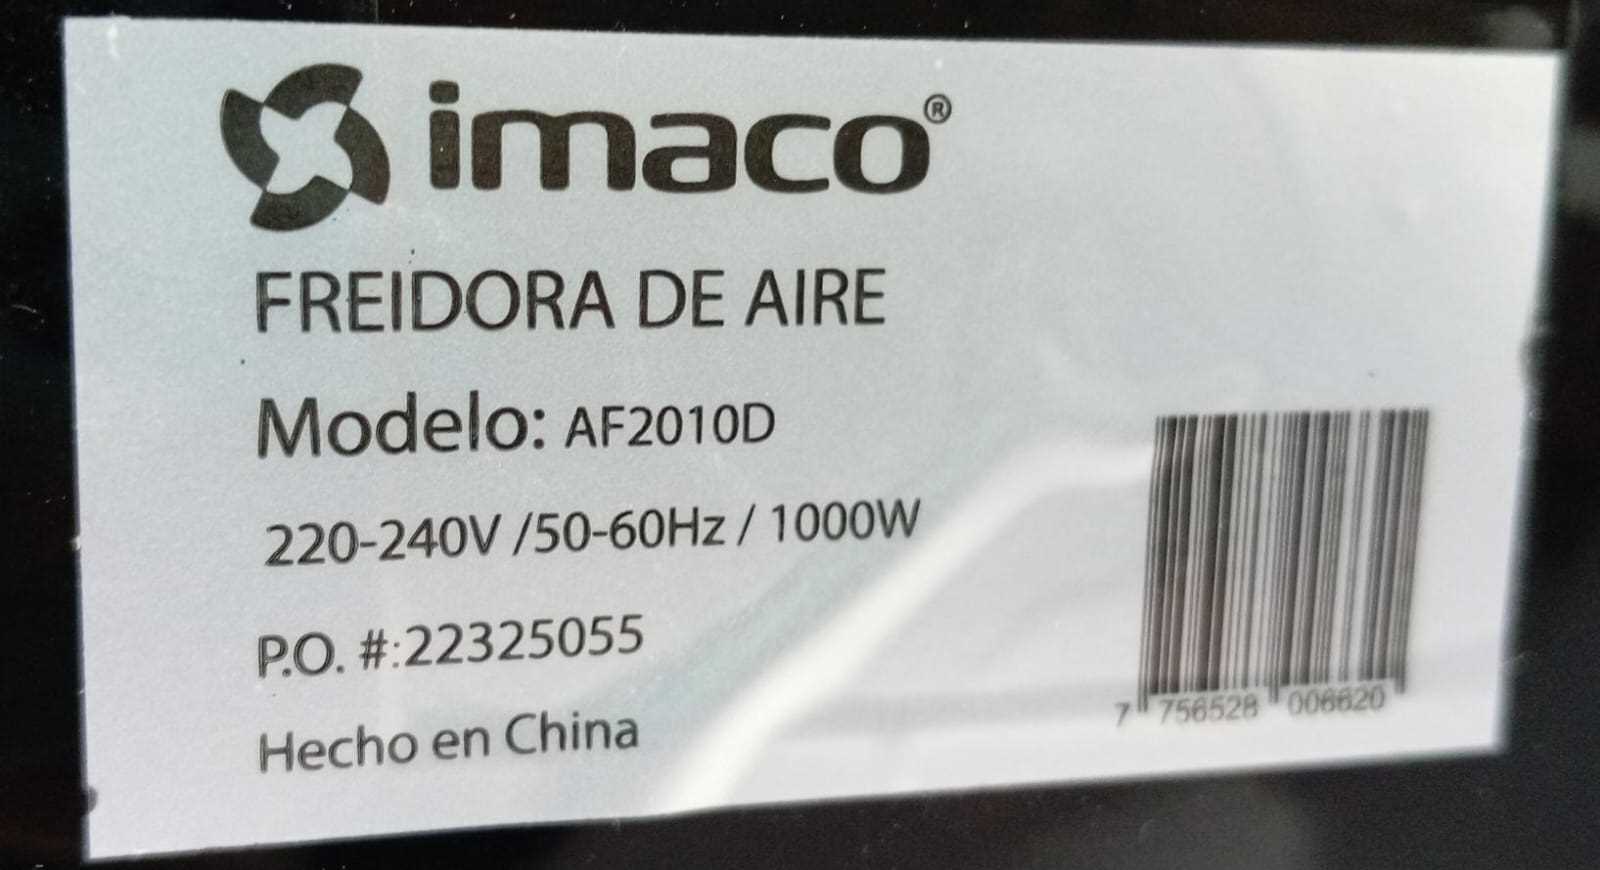 imaco®
FREIDORA DE AIRE
Modelo: AF2010D
220-240V /50-60Hz / 1000W
P.O. #:22325055
Hecho en China
7 756528 006620